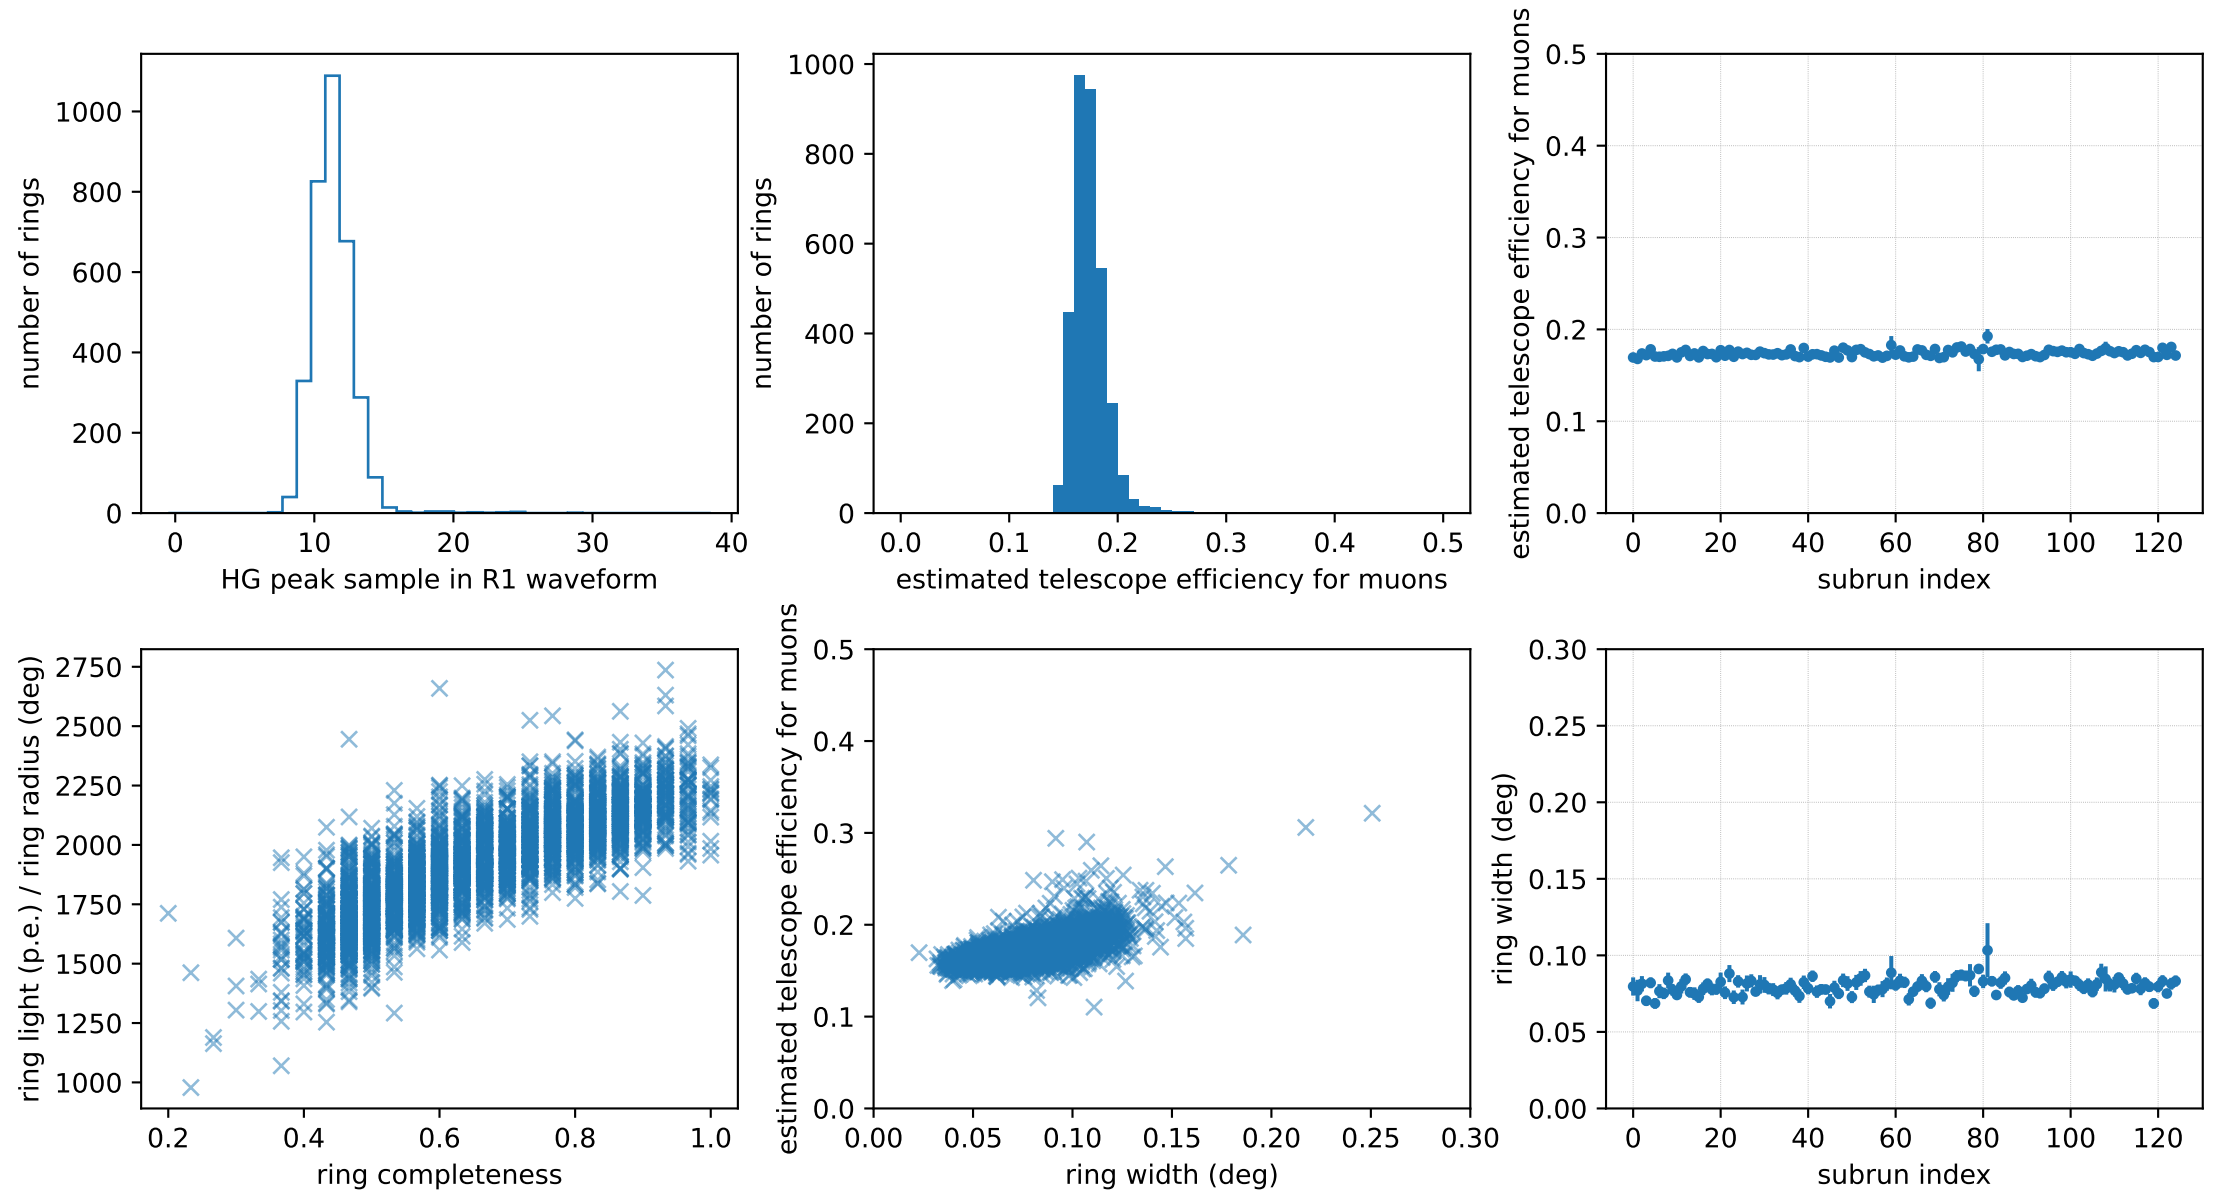 number of rings
1000
800
600
400
200
0
0 10 20 30 40
HG peak sample in R1 waveform
number of rings
1000
800
600
400
200
0
0.0 0.1 0.2 0.3 0.4 0.5
estimated telescope efficiency for muons
estimated telescope efficiency for muons
0.5
0.4
0.3
0.2
0.1
0.0
0 20 40 60 80 100 120
subrun index
ring light (p.e.) / ring radius (deg)
2750
2500
2250
2000
1750
1500
1250
1000
0.2 0.4 0.6 0.8 1.0
ring completeness
estimated telescope efficiency for muons
0.5
0.4
0.3
0.2
0.1
0.0
0.00 0.05 0.10 0.15 0.20 0.25 0.30
ring width (deg)
ring width (deg)
0.30
0.25
0.20
0.15
0.10
0.05
0.00
0 20 40 60 80 100 120
subrun index